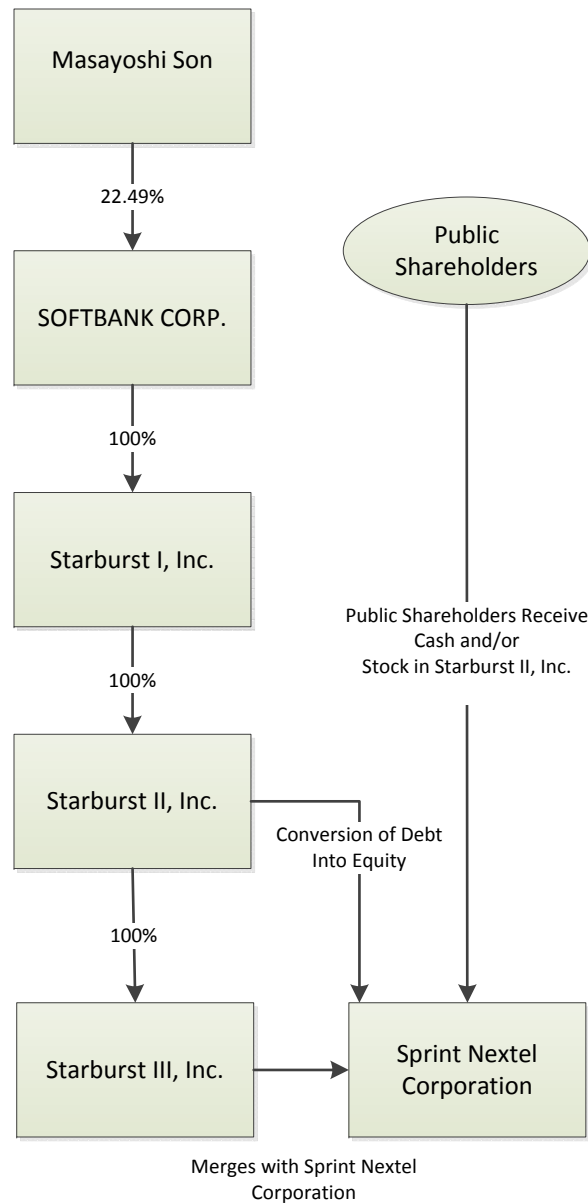 Masayoshi Son
22.49%
Public
Shareholders
SOFTBANK CORP.
100%
Starburst I, Inc.
Public Shareholders Receive
Cash and/or
Stock in Starburst II, Inc.
100%
Starburst II, Inc.
Conversion of Debt
Into Equity
100%
Starburst III, Inc.
Sprint Nextel
Corporation
Merges with Sprint Nextel
Corporation